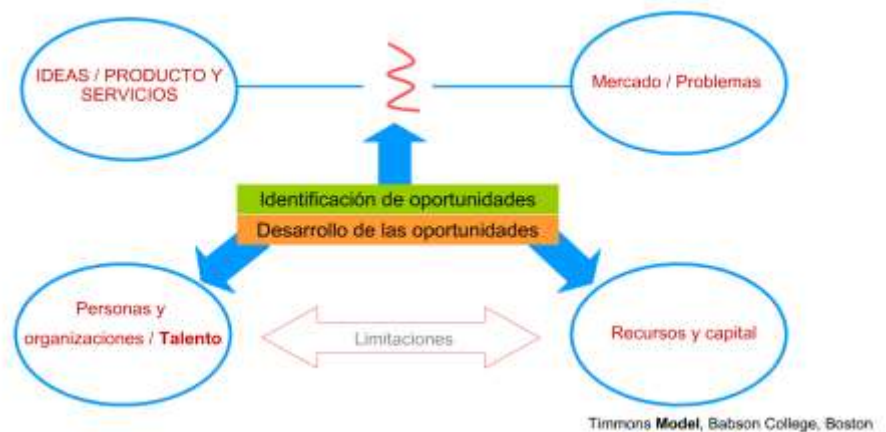 IDEAS / PRODUCTO Y
SERVICIOS
Mercado / Problemas
Identificación de oportunidades
Desarrollo de las oportunidades
Personas y
organizaciones / Talento
Limitaciones
Recursos y capital
Timmons Model, Babson College, Boston